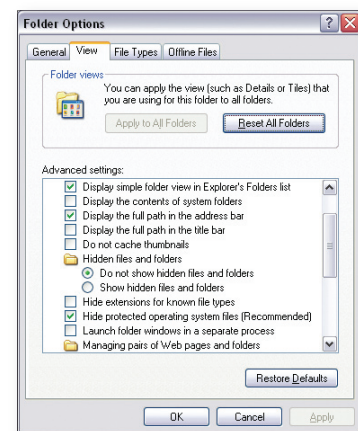 Folder Options
General View File Types Offline Files
Folder views
You can apply the view (such as Details or Tiles) that
you are using for this folder to all folders.
Apply to All Folders Reset All Folders
Advanced settings:
Display simple folder view in Explorer's Folders list
Display the contents of system folders
Display the full path in the address bar
Display the full path in the title bar
Do not cache thumbnails
Hidden files and folders
Do not show hidden files and folders
Show hidden files and folders
Hide extensions for known file types
Hide protected operating system files (Recommended)
Launch folder windows in a separate process
Managing pairs of Web pages and folders
Restore Defaults
OK Cancel Apply